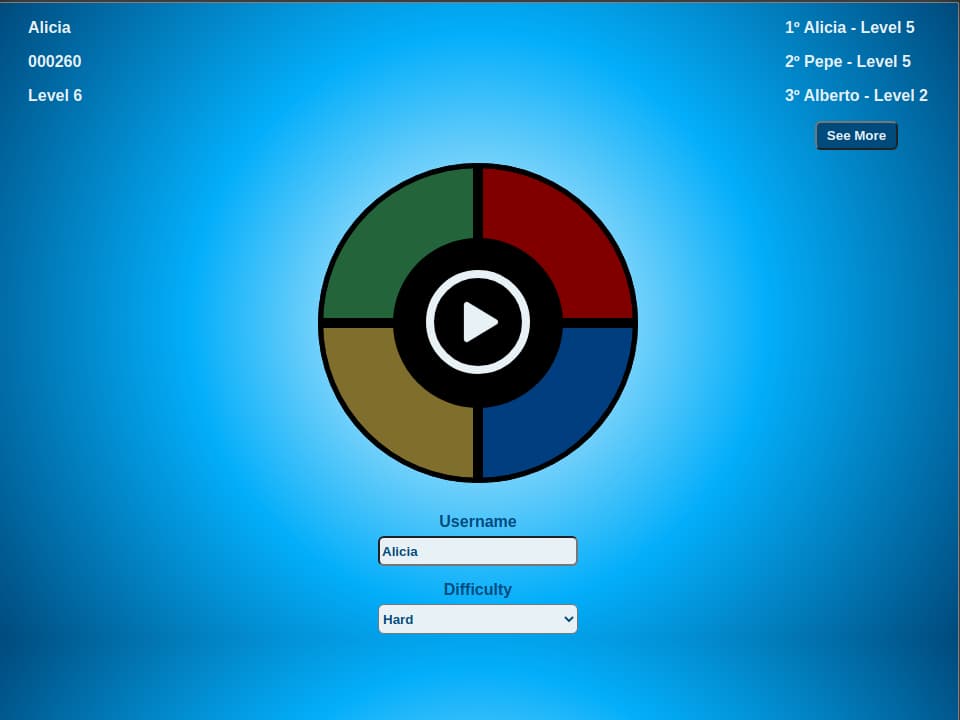 Alicia
000260
Level 6
1º Alicia - Level 5
2º Pepe - Level 5
3º Alberto - Level 2
See More
Username
Alicia
Difficulty
Hard